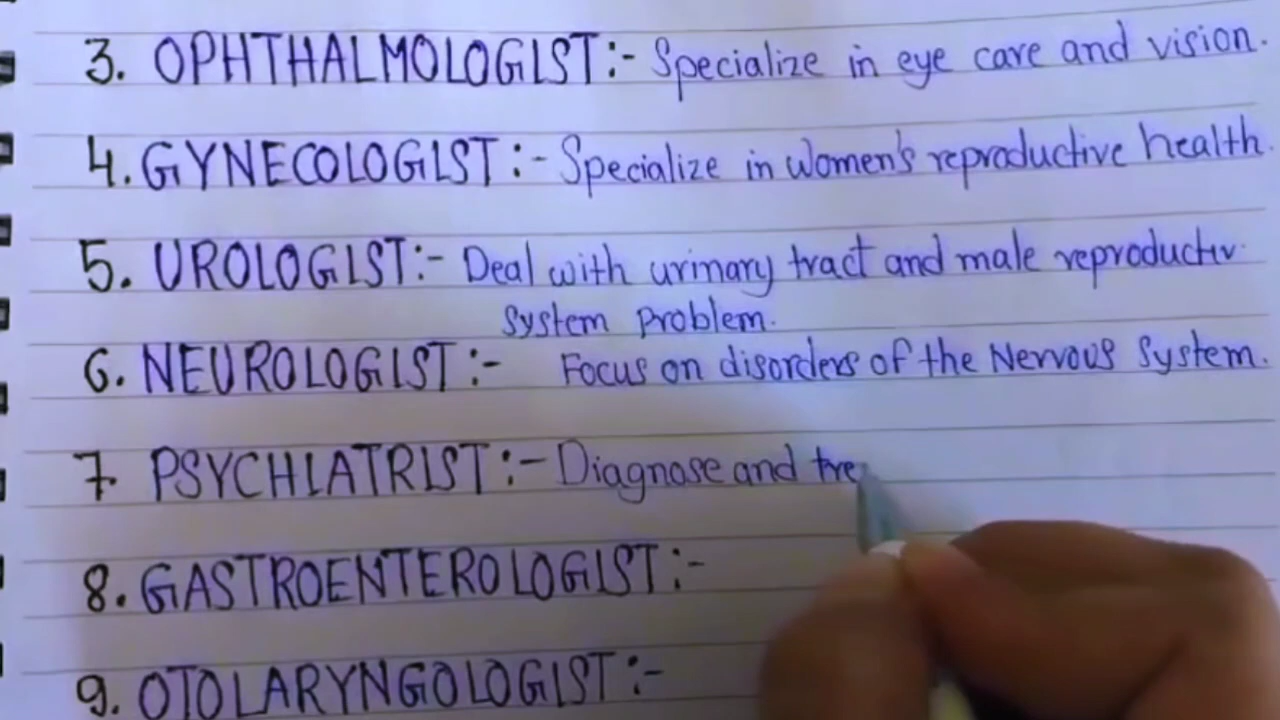 3. OPHTHALMOLOGIST:- Specialize in eye care and vision.
4. GYNECOLOGIST:- Specialize in Women's reproductive health.
5. UROLOGIST:- Deal with urinary tract and male reproductiv
System problem.
6. NEUROLOGIST:- Focus on disorders of the Nervous System.
7. PSYCHIATRIST:- Diagnose and tre
8. GASTROENTEROLOGIST:-
9. OTOLARYNGOLOGIST:-